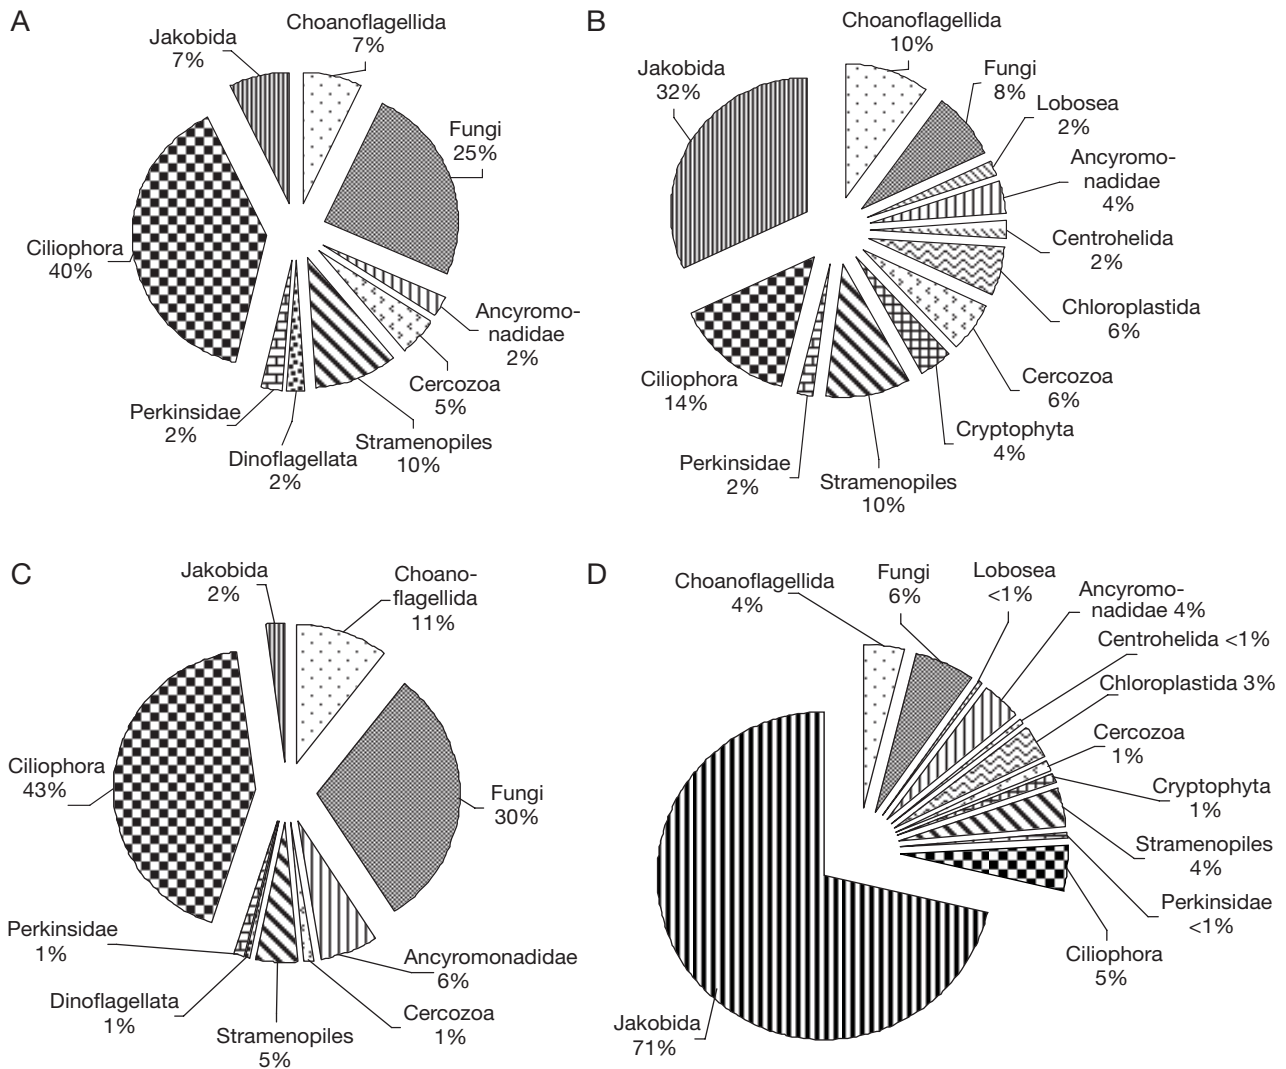 A
Jakobida
7%
Choanoflagellida
7%
Fungi
25%
Ancyromo-
nadidae
2%
Cercozoa
5%
Stramenopiles
10%
Dinoflagellata
2%
Perkinsidae
2%
Ciliophora
40%
B
Choanoflagellida
10%
Fungi
8%
Lobosea
2%
Ancyromo-
nadidae
4%
Centrohelida
2%
Chloroplastida
6%
Cercozoa
6%
Cryptophyta
4%
Stramenopiles
10%
Perkinsidae
2%
Ciliophora
14%
Jakobida
32%
C
Jakobida
2%
Choano-
flagellida
11%
Fungi
30%
Ancyromonadidae
6%
Cercozoa
1%
Stramenopiles
5%
Dinoflagellata
1%
Perkinsidae
1%
Ciliophora
43%
D
Choanoflagellida
4%
Fungi
6%
Lobosea
<1%
Ancyromo-
nadidae 4%
Centrohelida <1%
Chloroplastida 3%
Cercozoa
1%
Cryptophyta
1%
Stramenopiles
4%
Perkinsidae
<1%
Ciliophora
5%
Jakobida
71%